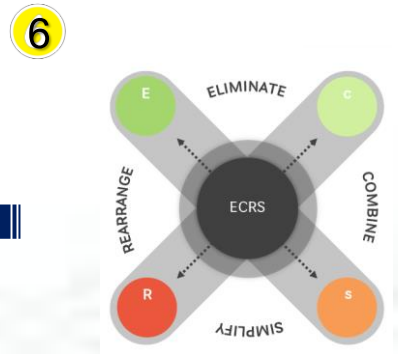 6
E
ELIMINATE
C
REARRANGE
ECRS
COMBINE
R
SIMPLIFY
S